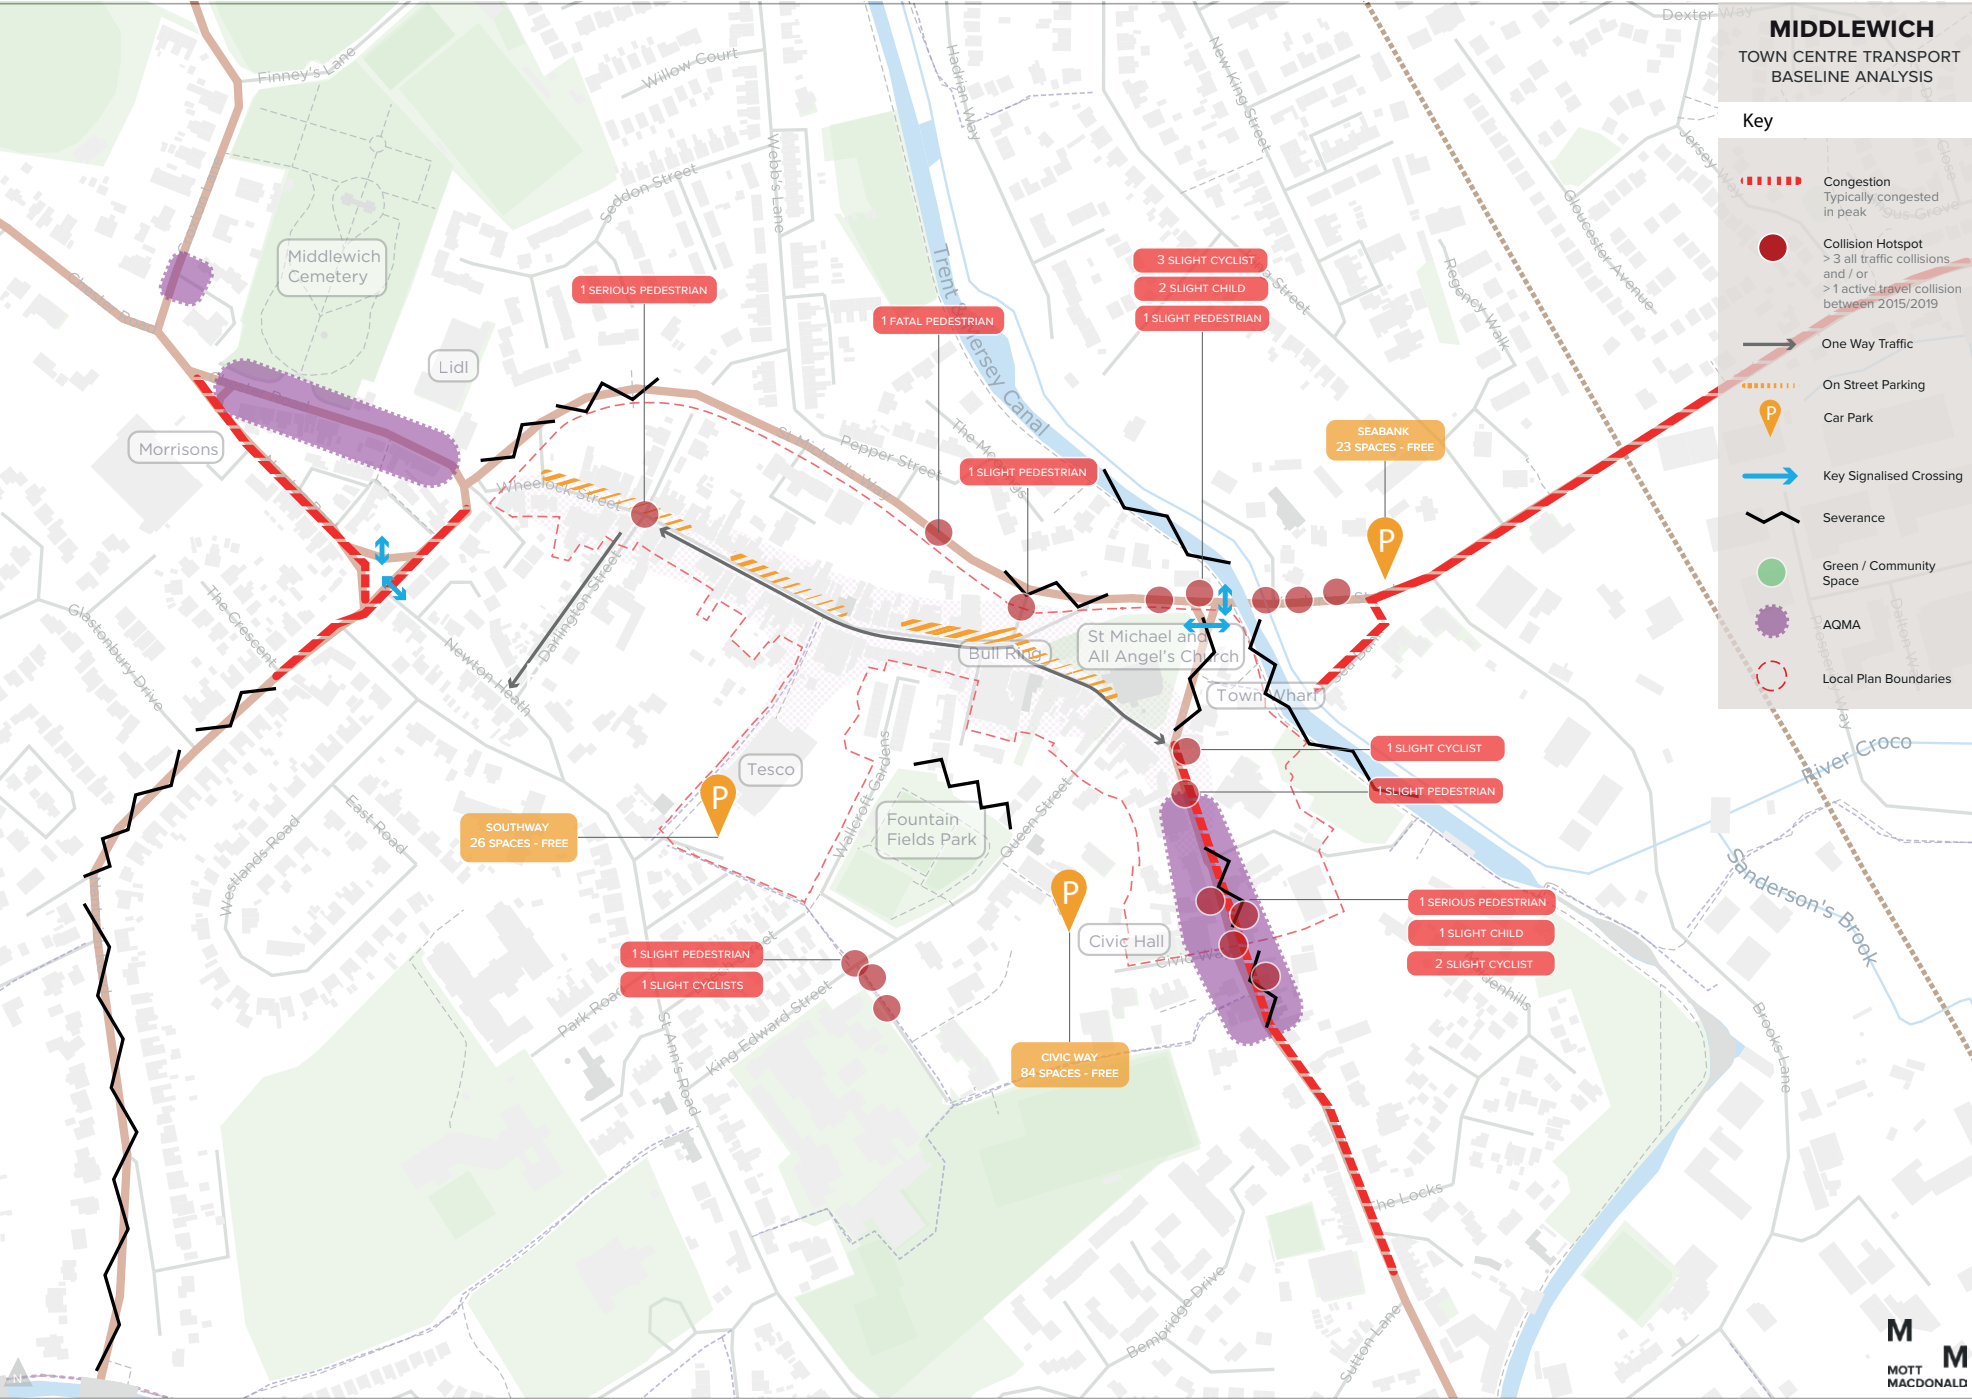 MIDDLEWICH
TOWN CENTRE TRANSPORT
BASELINE ANALYSIS
Key
Congestion
Typically congested
in peak
Collision Hotspot
> 3 all traffic collisions
and / or
> 1 active travel collision
between 2015/2019
One Way Traffic
On Street Parking
P
Car Park
Key Signalised Crossing
Severance
Green / Community
Space
AQMA
Local Plan Boundaries
Dexter Way
Finney's Lane
Willow Court
Hadrian Way
New King Street
Webb's Lane
Seddon Street
Gloucester Avenue
Regency Walk
Middlewich
Cemetery
Trent
Mersey Canal
1 SERIOUS PEDESTRIAN
1 FATAL PEDESTRIAN
3 SLIGHT CYCLIST
2 SLIGHT CHILD
1 SLIGHT PEDESTRIAN
Lidl
Morrisons
Pepper Street
1 SLIGHT PEDESTRIAN
SEABANK
23 SPACES - FREE
P
Wheelock Street
The Crescent
Glastonbury Drive
Newton Heath
Darlington Street
Bull Ring
St Michael and
All Angel's Church
Town Wharf
1 SLIGHT CYCLIST
1 SLIGHT PEDESTRIAN
River Croco
Sanderson's Brook
Tesco
P
SOUTHWAY
26 SPACES - FREE
Wallcroft Gardens
Fountain
Fields Park
Queen Street
East Road
Westlands Road
P
Civic Hall
1 SERIOUS PEDESTRIAN
1 SLIGHT CHILD
2 SLIGHT CYCLIST
1 SLIGHT PEDESTRIAN
1 SLIGHT CYCLISTS
Park Road
King Edward Street
St Ann's Road
CIVIC WAY
84 SPACES - FREE
Brooks Lane
The Locks
Bembridge Drive
Sutton Lane
N
M
M
MOTT
MACDONALD